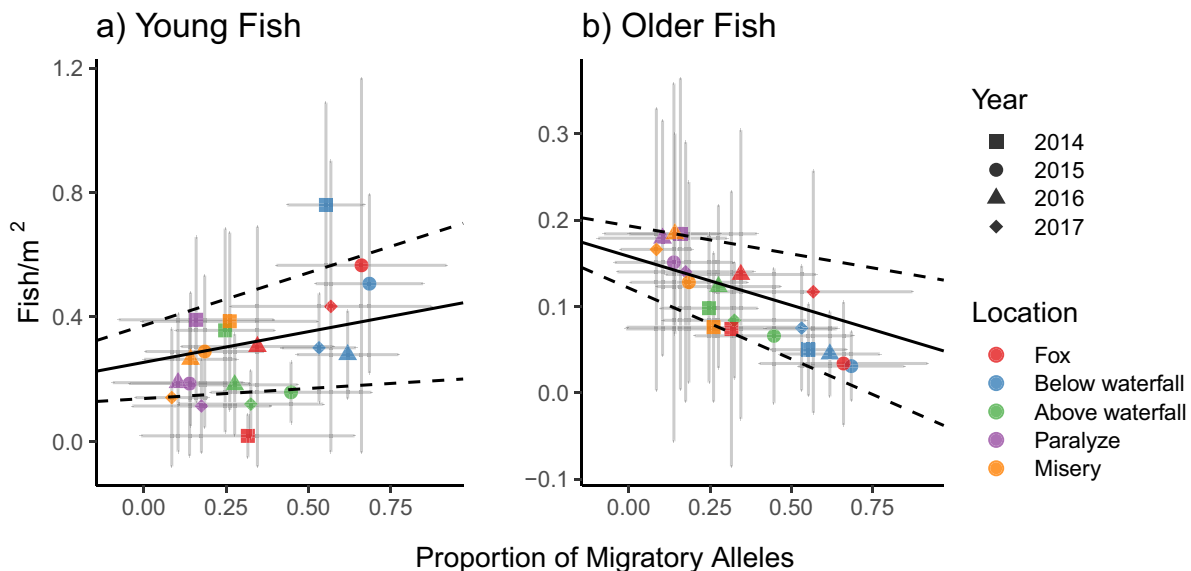 a) Young Fish
b) Older Fish
Fish/m²
1.2
0.8
0.4
0.0
0.3
0.2
0.1
0.0
−0.1
0.00 0.25 0.50 0.75
0.00 0.25 0.50 0.75
Proportion of Migratory Alleles
Year
2014
2015
2016
2017
Location
Fox
Below waterfall
Above waterfall
Paralyze
Misery